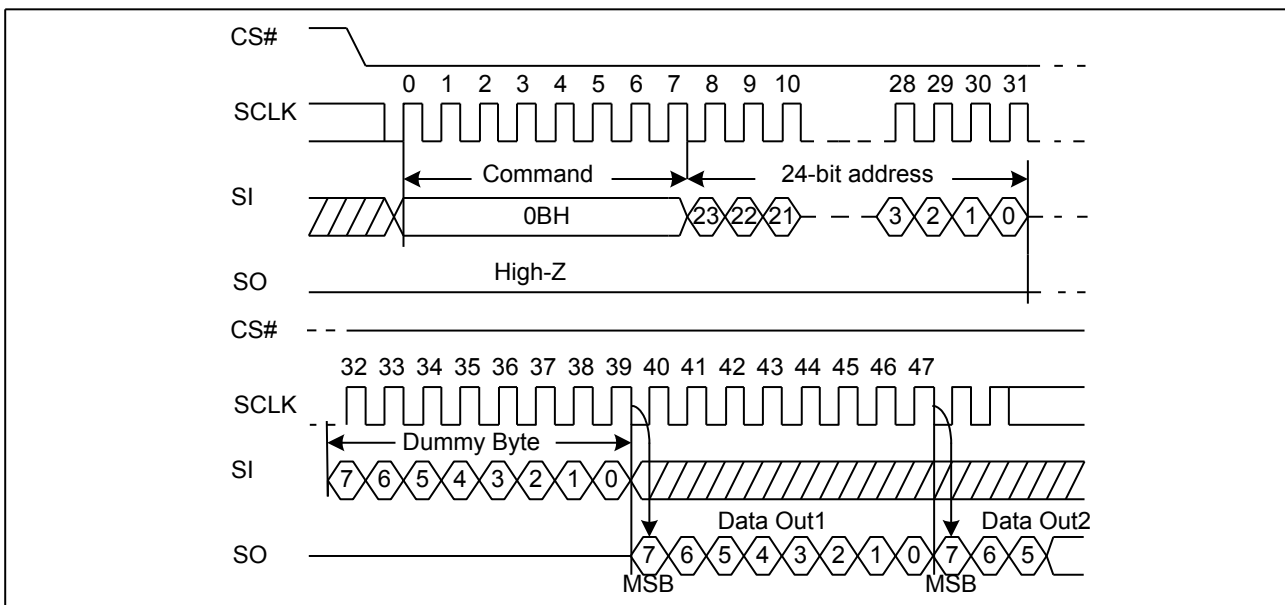 CS#
0 1 2 3 4 5 6 7 8 9 10 28 29 30 31
SCLK
Command 24-bit address
SI
0BH 23 22 21 3 2 1 0
High-Z
SO
CS#
32 33 34 35 36 37 38 39 40 41 42 43 44 45 46 47
SCLK
Dummy Byte
SI
7 6 5 4 3 2 1 0
Data Out1 Data Out2
SO
7 6 5 4 3 2 1 0 7 6 5
MSB MSB